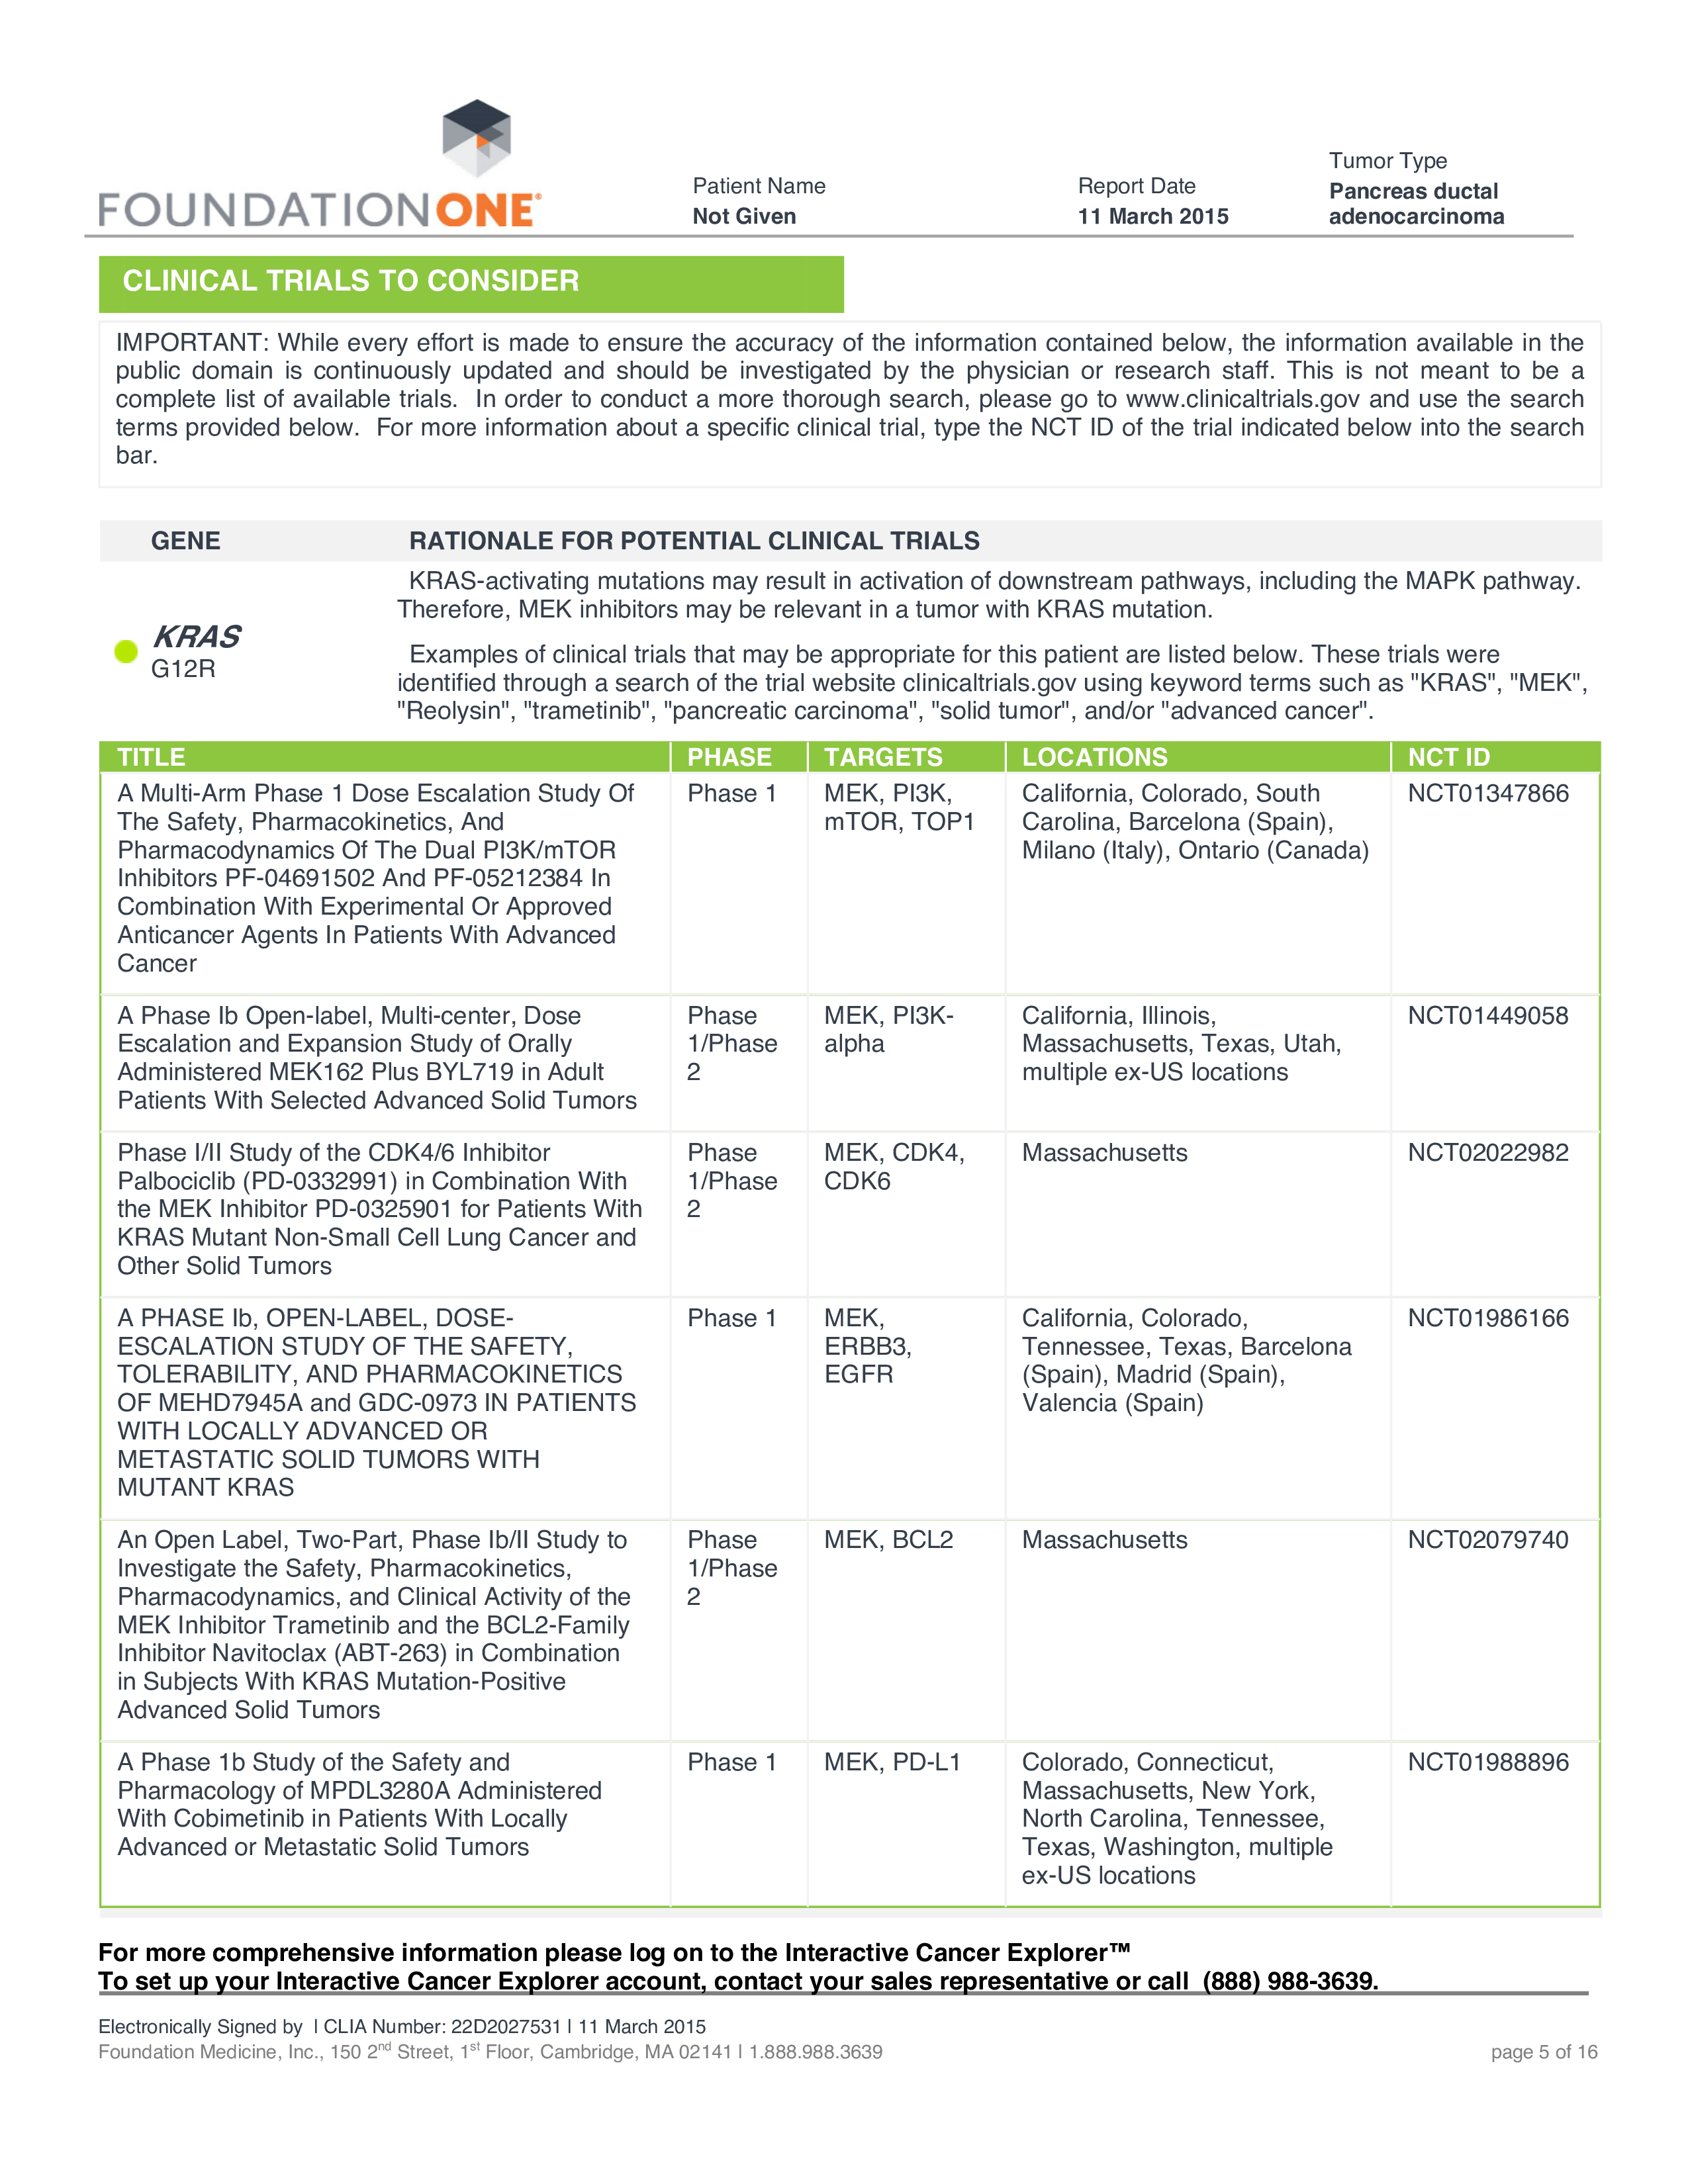 FOUNDATIONONE®
Patient Name
Not Given
Report Date
11 March 2015
Tumor Type
Pancreas ductal
adenocarcinoma
CLINICAL TRIALS TO CONSIDER
IMPORTANT: While every effort is made to ensure the accuracy of the information contained below, the information available in the
public domain is continuously updated and should be investigated by the physician or research staff. This is not meant to be a
complete list of available trials.  In order to conduct a more thorough search, please go to www.clinicaltrials.gov and use the search
terms provided below.  For more information about a specific clinical trial, type the NCT ID of the trial indicated below into the search
bar.
GENE
RATIONALE FOR POTENTIAL CLINICAL TRIALS
KRAS
G12R
KRAS-activating mutations may result in activation of downstream pathways, including the MAPK pathway.
Therefore, MEK inhibitors may be relevant in a tumor with KRAS mutation.
Examples of clinical trials that may be appropriate for this patient are listed below. These trials were
identified through a search of the trial website clinicaltrials.gov using keyword terms such as "KRAS", "MEK",
"Reolysin", "trametinib", "pancreatic carcinoma", "solid tumor", and/or "advanced cancer".
TITLE
PHASE
TARGETS
LOCATIONS
NCT ID
A Multi-Arm Phase 1 Dose Escalation Study Of
The Safety, Pharmacokinetics, And
Pharmacodynamics Of The Dual PI3K/mTOR
Inhibitors PF-04691502 And PF-05212384 In
Combination With Experimental Or Approved
Anticancer Agents In Patients With Advanced
Cancer
Phase 1
MEK, PI3K,
mTOR, TOP1
California, Colorado, South
Carolina, Barcelona (Spain),
Milano (Italy), Ontario (Canada)
NCT01347866
A Phase Ib Open-label, Multi-center, Dose
Escalation and Expansion Study of Orally
Administered MEK162 Plus BYL719 in Adult
Patients With Selected Advanced Solid Tumors
Phase
1/Phase
2
MEK, PI3K-
alpha
California, Illinois,
Massachusetts, Texas, Utah,
multiple ex-US locations
NCT01449058
Phase I/II Study of the CDK4/6 Inhibitor
Palbociclib (PD-0332991) in Combination With
the MEK Inhibitor PD-0325901 for Patients With
KRAS Mutant Non-Small Cell Lung Cancer and
Other Solid Tumors
Phase
1/Phase
2
MEK, CDK4,
CDK6
Massachusetts
NCT02022982
A PHASE Ib, OPEN-LABEL, DOSE-
ESCALATION STUDY OF THE SAFETY,
TOLERABILITY, AND PHARMACOKINETICS
OF MEHD7945A and GDC-0973 IN PATIENTS
WITH LOCALLY ADVANCED OR
METASTATIC SOLID TUMORS WITH
MUTANT KRAS
Phase 1
MEK,
ERBB3,
EGFR
California, Colorado,
Tennessee, Texas, Barcelona
(Spain), Madrid (Spain),
Valencia (Spain)
NCT01986166
An Open Label, Two-Part, Phase Ib/II Study to
Investigate the Safety, Pharmacokinetics,
Pharmacodynamics, and Clinical Activity of the
MEK Inhibitor Trametinib and the BCL2-Family
Inhibitor Navitoclax (ABT-263) in Combination
in Subjects With KRAS Mutation-Positive
Advanced Solid Tumors
Phase
1/Phase
2
MEK, BCL2
Massachusetts
NCT02079740
A Phase 1b Study of the Safety and
Pharmacology of MPDL3280A Administered
With Cobimetinib in Patients With Locally
Advanced or Metastatic Solid Tumors
Phase 1
MEK, PD-L1
Colorado, Connecticut,
Massachusetts, New York,
North Carolina, Tennessee,
Texas, Washington, multiple
ex-US locations
NCT01988896
For more comprehensive information please log on to the Interactive Cancer Explorer™
To set up your Interactive Cancer Explorer account, contact your sales representative or call  (888) 988-3639.
Electronically Signed by  | CLIA Number: 22D2027531 | 11 March 2015
Foundation Medicine, Inc., 150 2nd Street, 1st Floor, Cambridge, MA 02141 | 1.888.988.3639
page 5 of 16